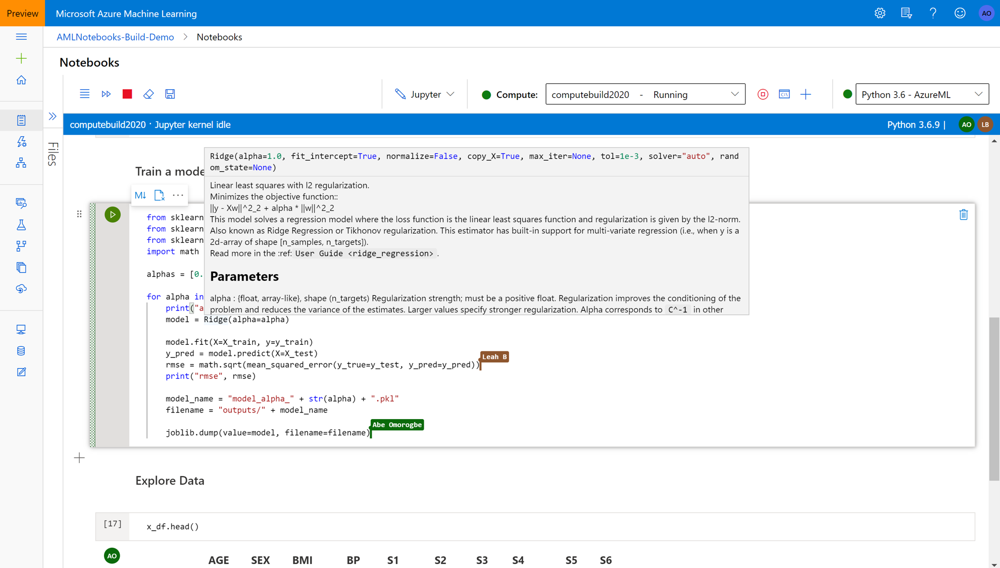 Preview
Microsoft Azure Machine Learning
AO
AMLNotebooks-Build-Demo > Notebooks
Notebooks
Jupyter
Compute:
computebuild2020 - Running
Python 3.6 - AzureML
computebuild2020 · Jupyter kernel idle
Python 3.6.9 |
AO
LB
Files
Train a mode
Ridge(alpha=1.0, fit_intercept=True, normalize=False, copy_X=True, max_iter=None, tol=1e-3, solver="auto", rand
om_state=None)
Linear least squares with l2 regularization.
Minimizes the objective function::
||y - Xw||^2_2 + alpha * ||w||^2_2
This model solves a regression model where the loss function is the linear least squares function and regularization is given by the l2-norm.
Also known as Ridge Regression or Tikhonov regularization. This estimator has built-in support for multi-variate regression (i.e., when y is a
2d-array of shape [n_samples, n_targets]).
Read more in the :ref: User Guide <ridge_regression> .
Parameters
alpha : {float, array-like}, shape (n_targets) Regularization strength; must be a positive float. Regularization improves the conditioning of the
problem and reduces the variance of the estimates. Larger values specify stronger regularization. Alpha corresponds to C^-1 in other
M↓
from sklearn
from sklearn
from sklearn
import math
alphas = [0.
for alpha in
print("a
model = Ridge(alpha=alpha)
model.fit(X=X_train, y=y_train)
y_pred = model.predict(X=X_test)
Leah B
rmse = math.sqrt(mean_squared_error(y_true=y_test, y_pred=y_pred))
print("rmse", rmse)
model_name = "model_alpha_" + str(alpha) + ".pkl"
filename = "outputs/" + model_name
Abe Omorogbe
joblib.dump(value=model, filename=filename)
Explore Data
[17]
x_df.head()
AO
AGE SEX BMI BP S1 S2 S3 S4 S5 S6